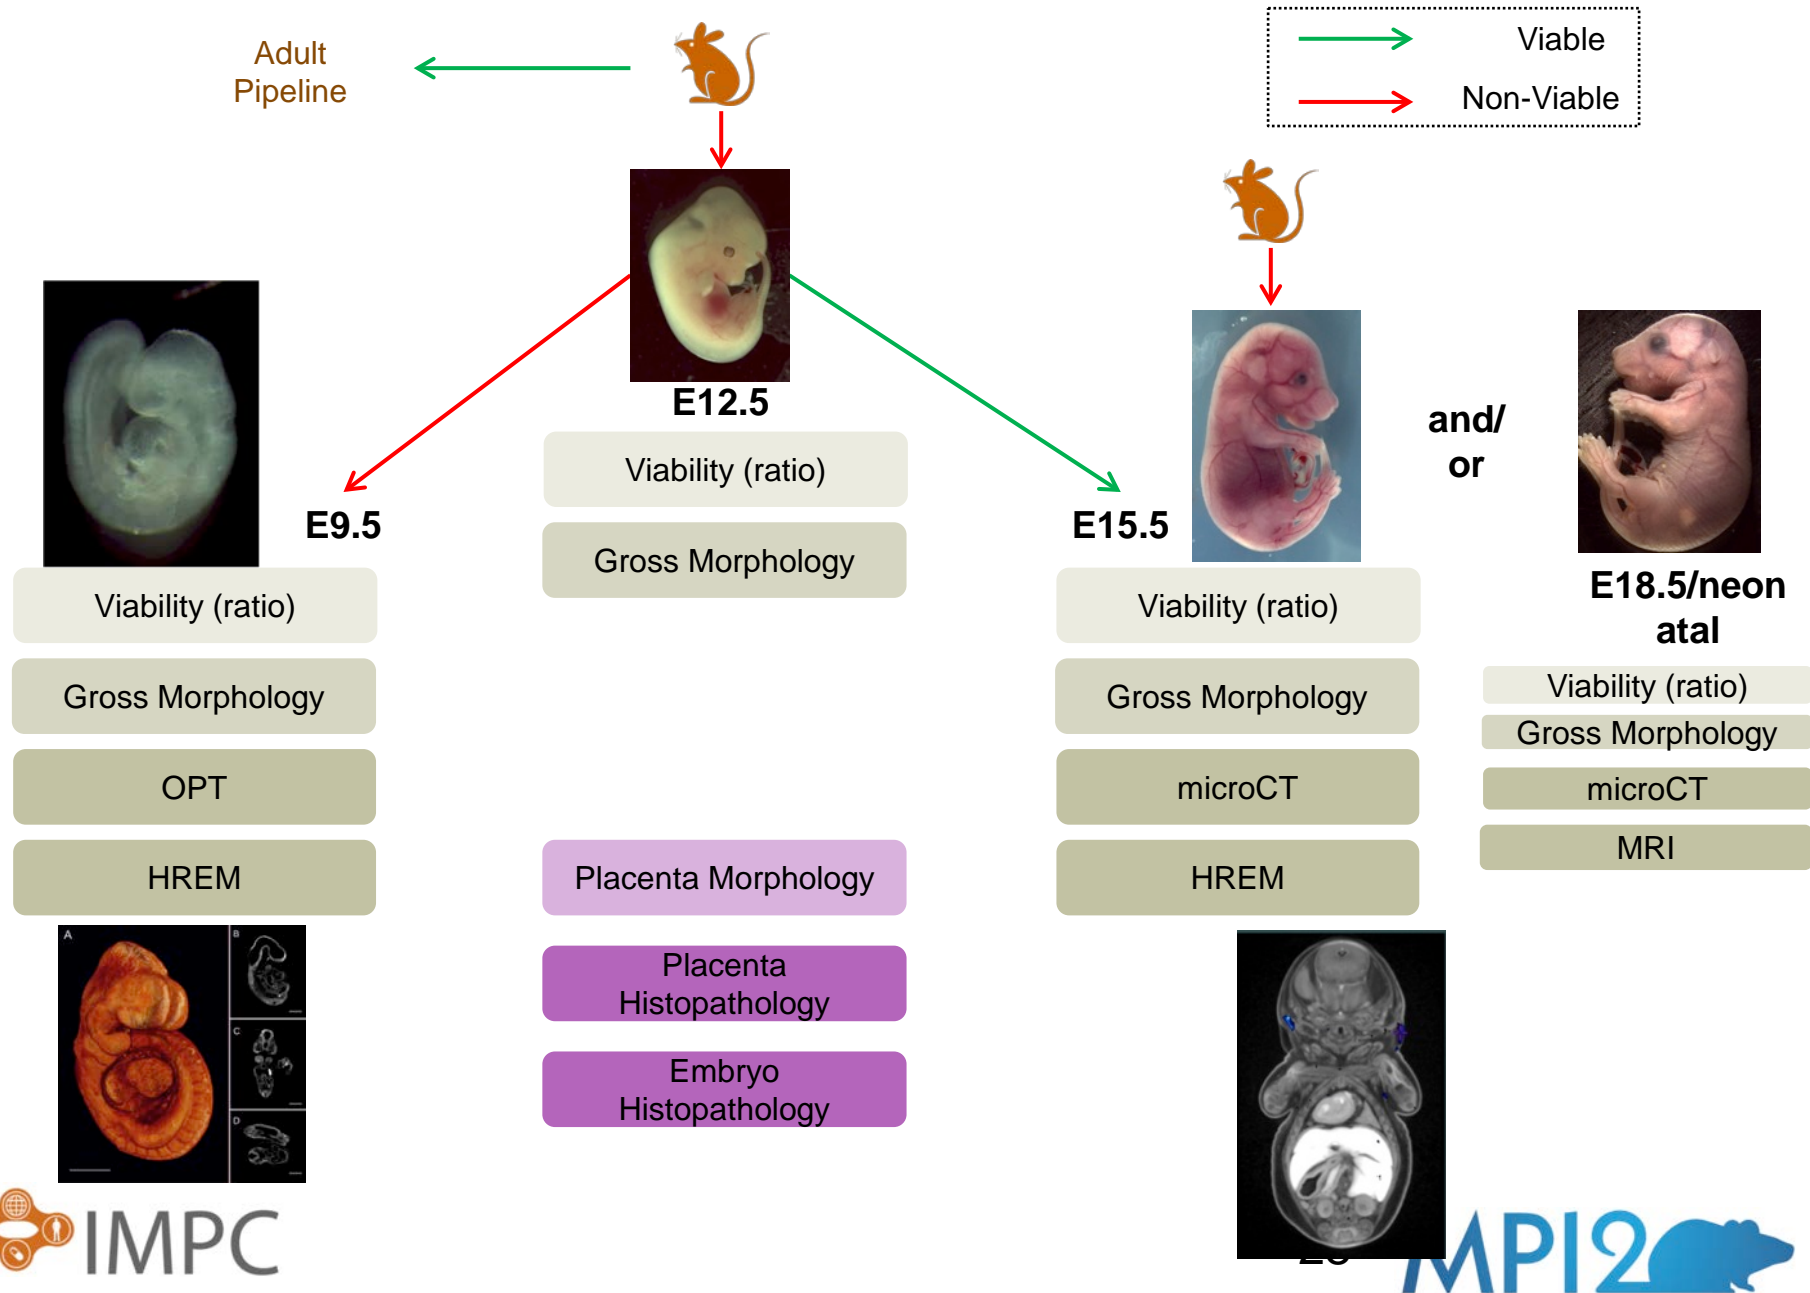 Adult
Pipeline
Viable
Non-Viable
E12.5
Viability (ratio)
Gross Morphology
E9.5
Viability (ratio)
Gross Morphology
OPT
HREM
Placenta Morphology
Placenta
Histopathology
Embryo
Histopathology
E15.5
Viability (ratio)
Gross Morphology
microCT
HREM
and/
or
E18.5/neon
atal
Viability (ratio)
Gross Morphology
microCT
MRI
A
B
C
D
IMPC
MPI2